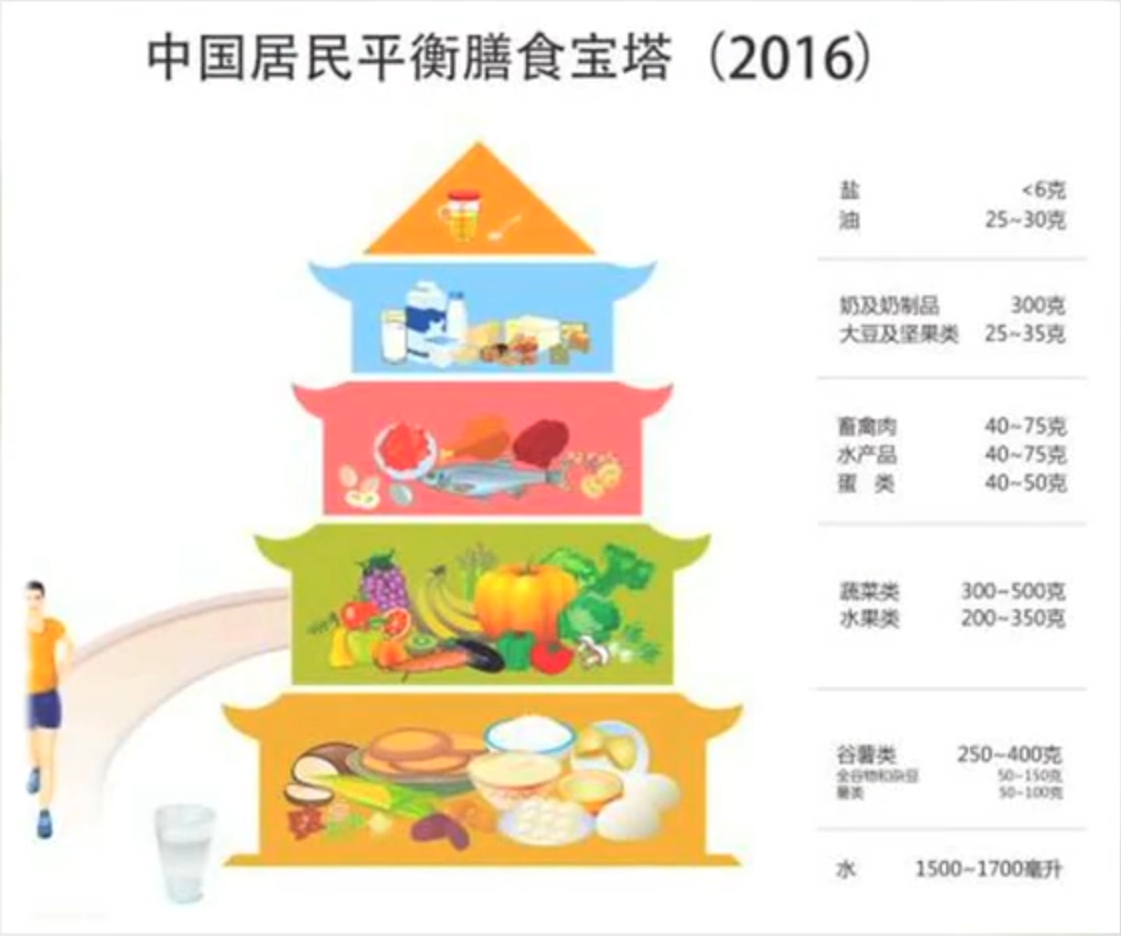 中国居民平衡膳食宝塔（2016）
盐 <6克
油 25~30克
奶及奶制品 300克
大豆及坚果类 25~35克
畜禽肉 40~75克
水产品 40~75克
蛋 类 40~50克
蔬菜类 300~500克
水果类 200~350克
谷薯类 250~400克
全谷物和杂豆 50~150克
薯类 50~100克
水 1500~1700毫升